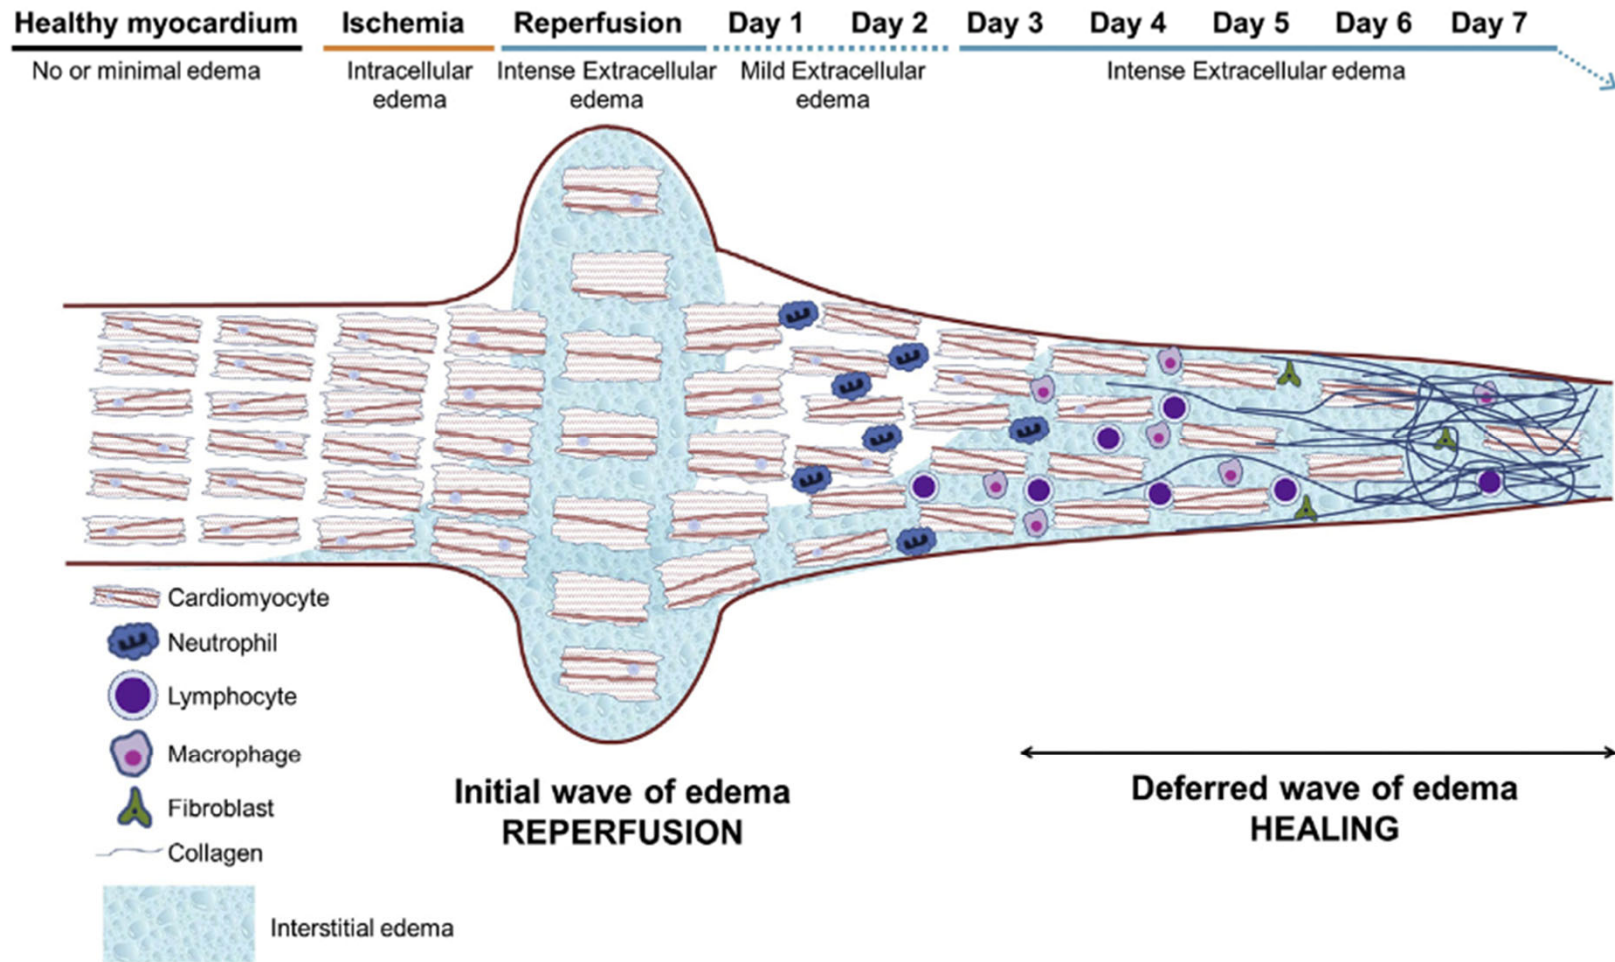 Healthy myocardium Ischemia Reperfusion Day 1 Day 2 Day 3 Day 4 Day 5 Day 6 Day 7
No or minimal edema
Intracellular
edema
Intense Extracellular
edema
Mild Extracellular
edema
Intense Extracellular edema
Cardiomyocyte
Neutrophil
Lymphocyte
Macrophage
Fibroblast
Collagen
Interstitial edema
Initial wave of edema
REPERFUSION
Deferred wave of edema
HEALING